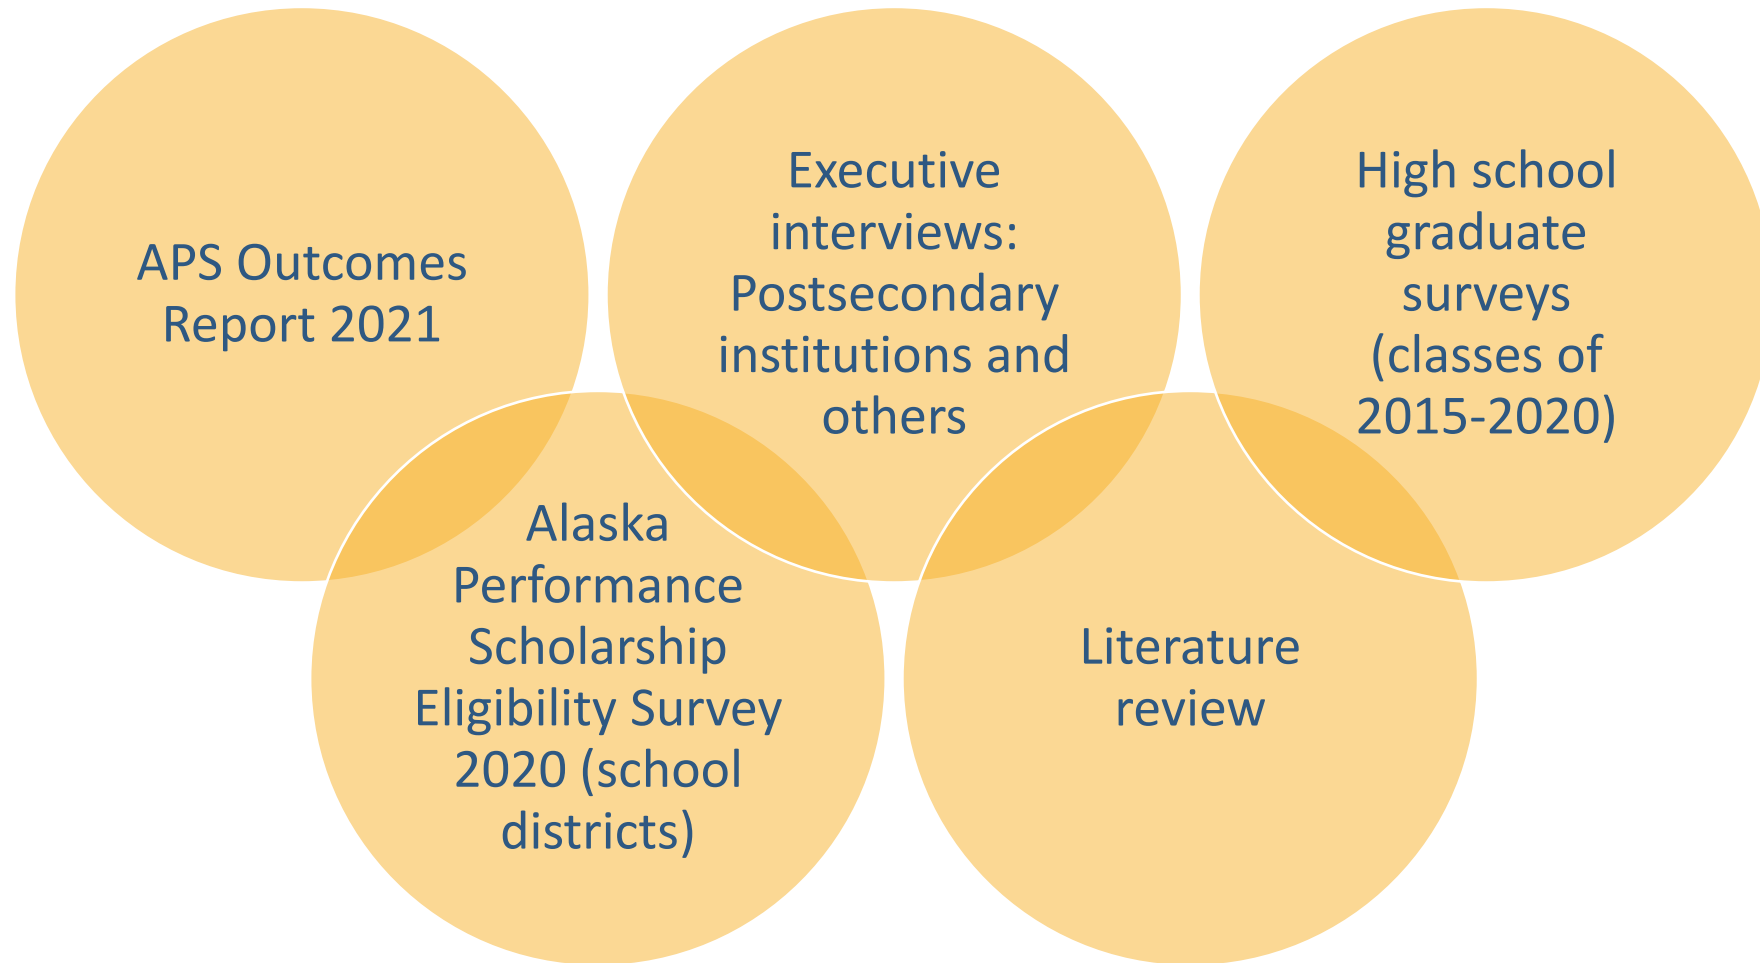 APS Outcomes
Report 2021
Executive
interviews:
Postsecondary
institutions and
others
High school
graduate
surveys
(classes of
2015-2020)
Alaska
Performance
Scholarship
Eligibility Survey
2020 (school
districts)
Literature
review